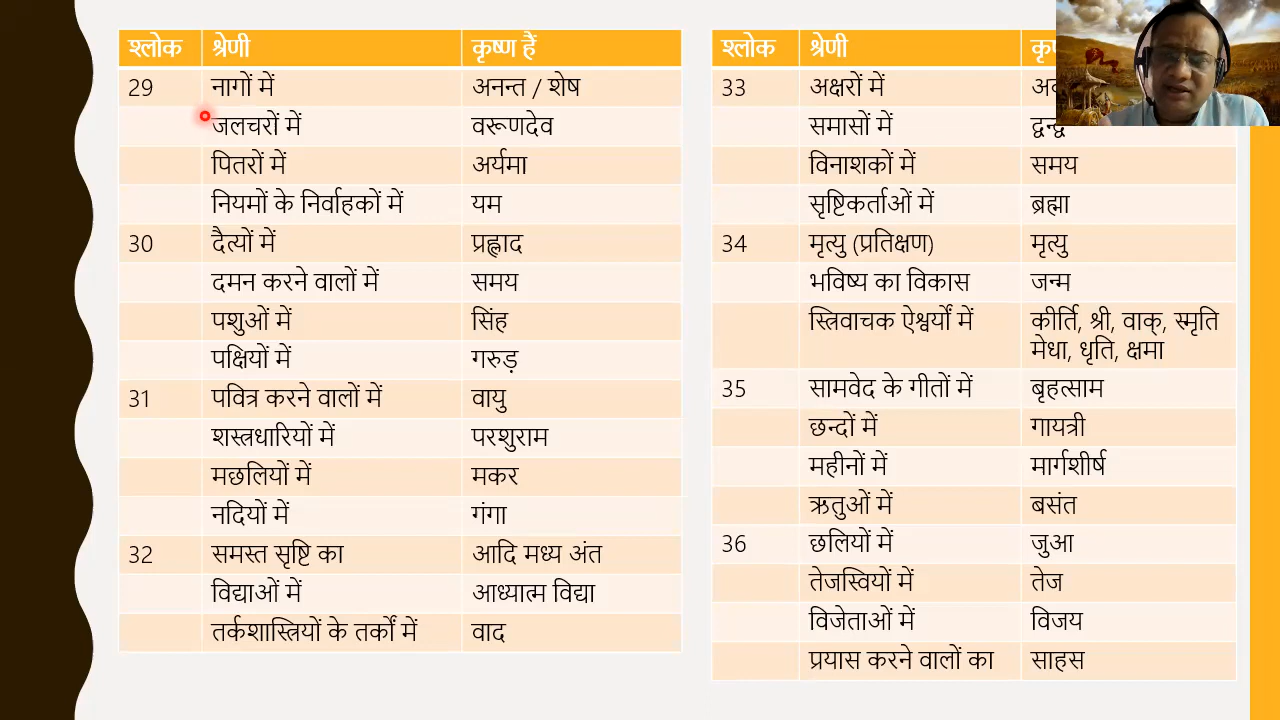 श्लोक श्रेणी कृष्ण हैं
29 नागों में अनन्त / शेष
जलचरों में वरूणदेव
पितरों में अर्यमा
नियमों के निर्वाहकों में यम
30 दैत्यों में प्रह्लाद
दमन करने वालों में समय
पशुओं में सिंह
पक्षियों में गरुड़
31 पवित्र करने वालों में वायु
शस्त्रधारियों में परशुराम
मछलियों में मकर
नदियों में गंगा
32 समस्त सृष्टि का आदि मध्य अंत
विद्याओं में आध्यात्म विद्या
तर्कशास्त्रियों के तर्कों में वाद
श्लोक श्रेणी
33 अक्षरों में
समासों में द्वन्द्व
विनाशकों में समय
सृष्टिकर्ताओं में ब्रह्मा
34 मृत्यु (प्रतिक्षण) मृत्यु
भविष्य का विकास जन्म
स्त्रिवाचक ऐश्वर्यों में कीर्ति, श्री, वाक्, स्मृति
मेधा, धृति, क्षमा
35 सामवेद के गीतों में बृहत्साम
छन्दों में गायत्री
महीनों में मार्गशीर्ष
ऋतुओं में बसंत
36 छलियों में जुआ
तेजस्वियों में तेज
विजेताओं में विजय
प्रयास करने वालों का साहस